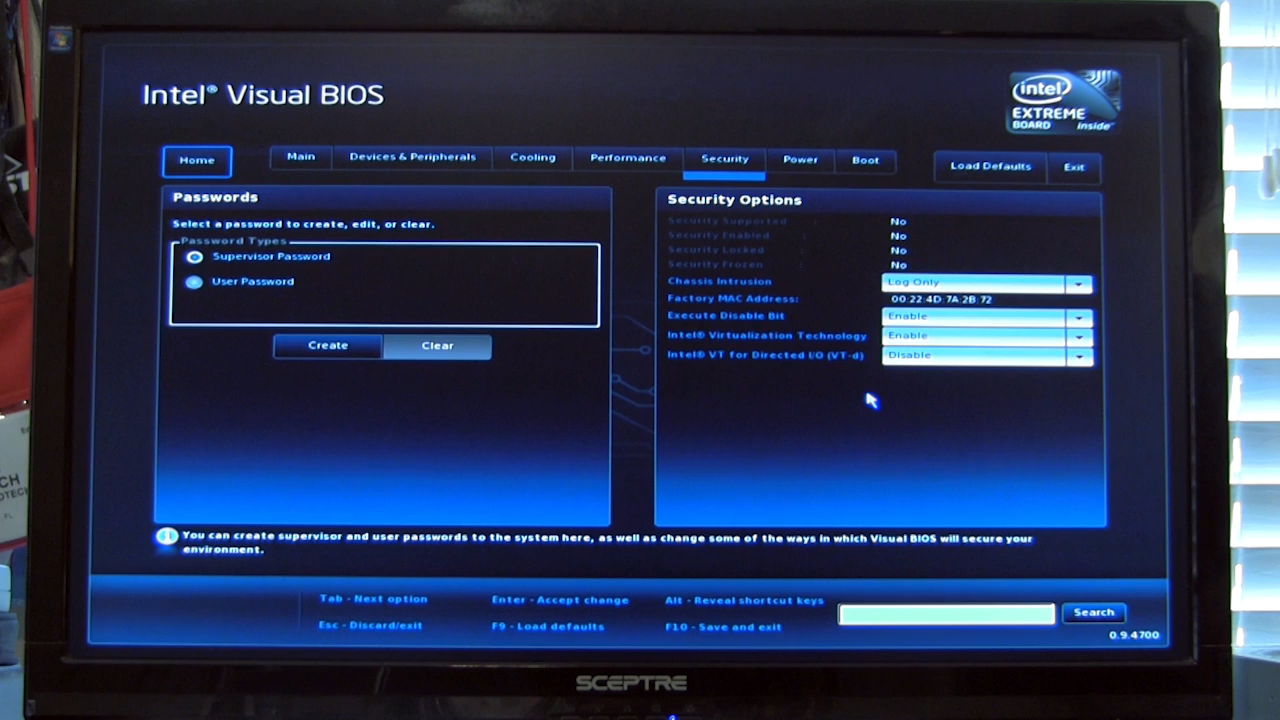 Intel® Visual BIOS
intel
EXTREME
BOARD inside™
Home
Main
Devices & Peripherals
Cooling
Performance
Security
Power
Boot
Load Defaults
Exit
Passwords
Select a password to create, edit, or clear.
Password Types
Supervisor Password
User Password
Create
Clear
Security Options
Security Supported : No
Security Enabled : No
Security Locked : No
Security Frozen : No
Chassis Intrusion Log Only
Factory MAC Address: 00:22:4D:7A:2B:72
Execute Disable Bit Enable
Intel® Virtualization Technology Enable
Intel® VT for Directed I/O (VT-d) Disable
You can create supervisor and user passwords to the system here, as well as change some of the ways in which Visual BIOS will secure your
environment.
Tab - Next option
Enter - Accept change
Alt - Reveal shortcut keys
Esc - Discard/exit
F9 - Load defaults
F10 - Save and exit
Search
0.9.4700
SCEPTRE